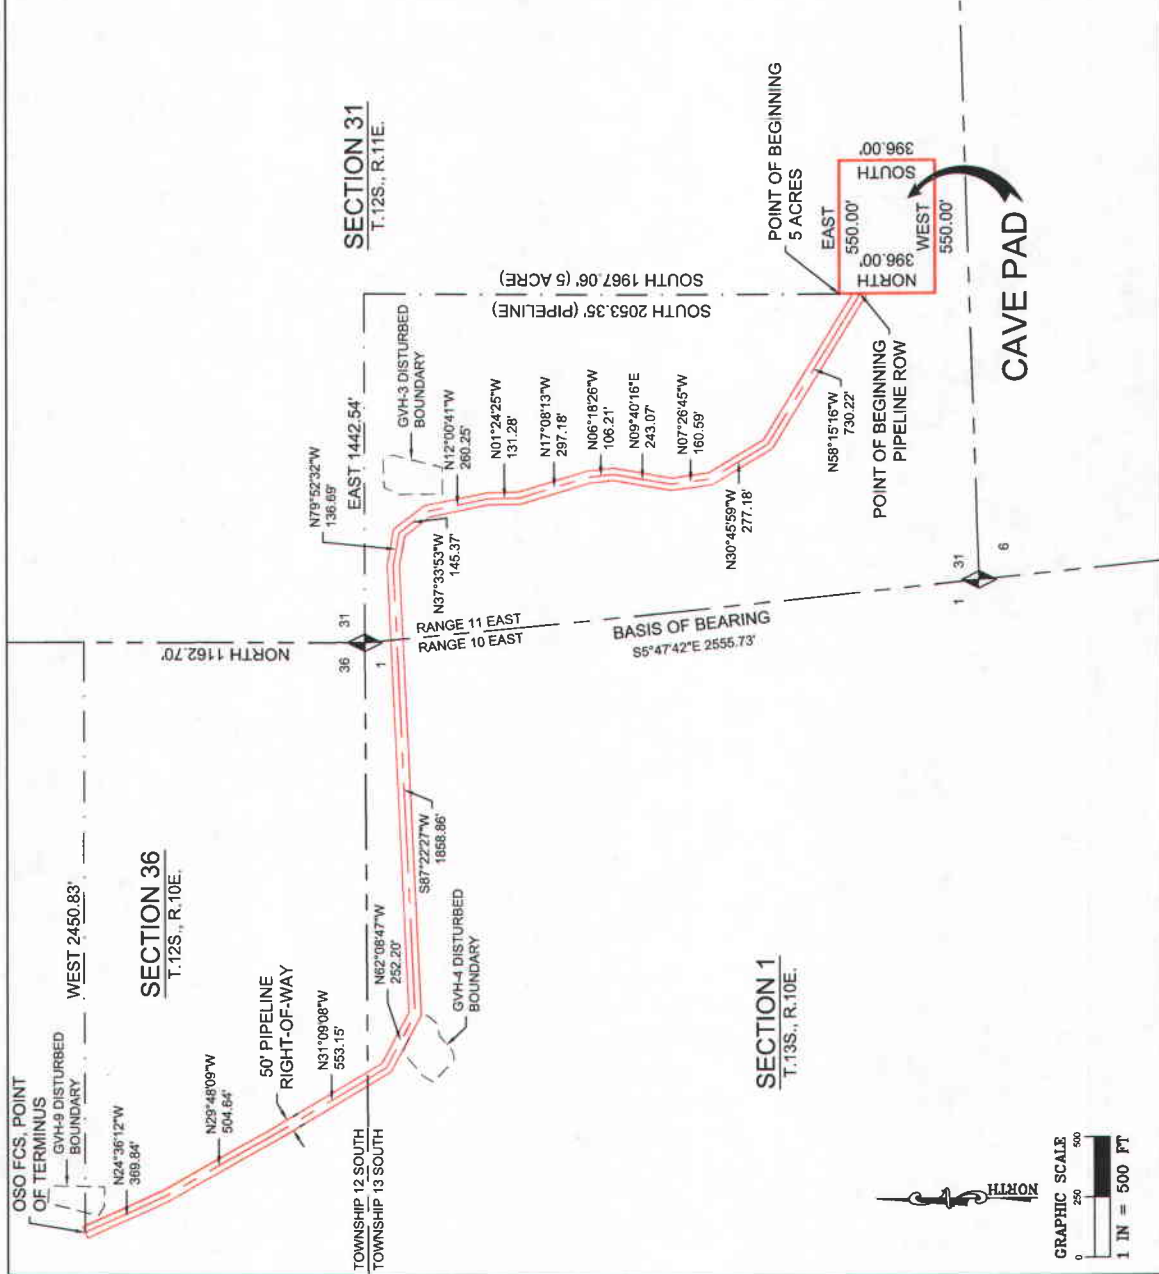 OSO FCS, POINT
OF TERMINUS
GVH-9 DISTURBED
BOUNDARY
WEST 2450.83'
N24°36'12"W
369.84'
SECTION 36
T.12S., R.10E.
N29°48'09"W
504.64'
50' PIPELINE
RIGHT-OF-WAY
N31°09'08"W
553.15'
NORTH 1162.70'
TOWNSHIP 12 SOUTH
TOWNSHIP 13 SOUTH
36
31
1
N62°08'47"W
252.20'
GVH-4 DISTURBED
BOUNDARY
S87°22'27"W
1858.86'
RANGE 11 EAST
RANGE 10 EAST
N79°52'32"W
136.69'
EAST 1442.54'
SECTION 31
T.12S., R.11E.
GVH-3 DISTURBED
BOUNDARY
N37°33'53"W
145.37'
N12°00'41"W
260.25'
N01°24'25"W
131.28'
N17°08'13"W
297.18'
N06°18'26"W
106.21'
N09°40'16"E
243.07'
N07°26'45"W
160.59'
N30°45'59"W
277.18'
N58°15'16"W
730.22'
SOUTH 2053.35' (PIPELINE)
SOUTH 1967.06' (5 ACRE)
BASIS OF BEARING
S5°47'42"E 2555.73'
POINT OF BEGINNING
5 ACRES
EAST
550.00'
SOUTH
396.00'
WEST
550.00'
NORTH
396.00'
POINT OF BEGINNING
PIPELINE ROW
CAVE PAD
1
31
6
SECTION 1
T.13S., R.10E.
NORTH
GRAPHIC SCALE
0
250
500
1 IN = 500 FT